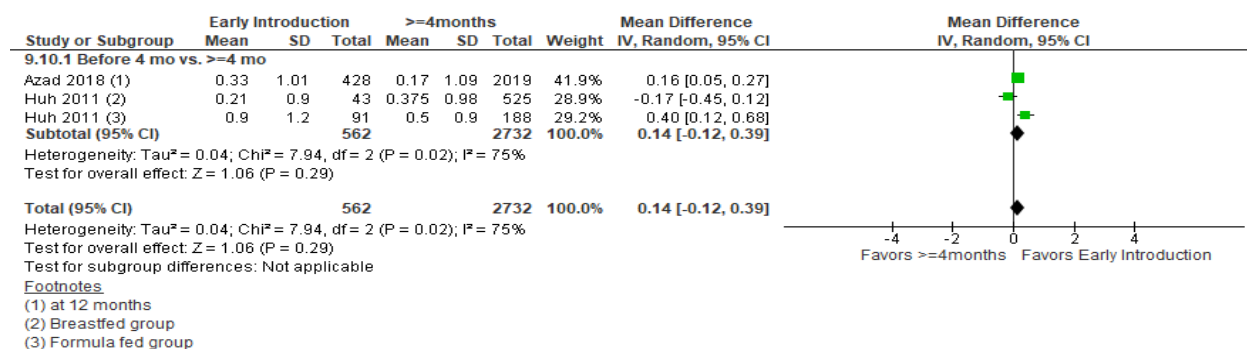 Early Introduction >=4months Mean Difference Mean Difference
Study or Subgroup Mean SD Total Mean SD Total Weight IV, Random, 95% CI IV, Random, 95% CI
9.10.1 Before 4 mo vs. >=4 mo
Azad 2018 (1) 0.33 1.01 428 0.17 1.09 2019 41.9% 0.16 [0.05, 0.27]
Huh 2011 (2) 0.21 0.9 43 0.375 0.98 525 28.9% -0.17 [-0.45, 0.12]
Huh 2011 (3) 0.9 1.2 91 0.5 0.9 188 29.2% 0.40 [0.12, 0.68]
Subtotal (95% CI) 562 2732 100.0% 0.14 [-0.12, 0.39]
Heterogeneity: Tau² = 0.04; Chi² = 7.94, df = 2 (P = 0.02); I² = 75%
Test for overall effect: Z = 1.06 (P = 0.29)
Total (95% CI) 562 2732 100.0% 0.14 [-0.12, 0.39]
Heterogeneity: Tau² = 0.04; Chi² = 7.94, df = 2 (P = 0.02); I² = 75%
Test for overall effect: Z = 1.06 (P = 0.29)
Test for subgroup differences: Not applicable
-4 -2 0 2 4
Favors >=4months Favors Early Introduction
Footnotes
(1) at 12 months
(2) Breastfed group
(3) Formula fed group